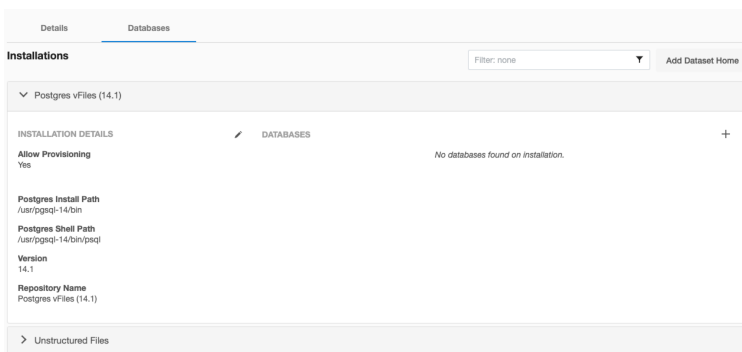 Details
Databases
Installations
Filter: none
Add Dataset Home
Postgres vFiles (14.1)
INSTALLATION DETAILS
DATABASES
Allow Provisioning
Yes
No databases found on installation.
Postgres Install Path
/usr/pgsql-14/bin
Postgres Shell Path
/usr/pgsql-14/bin/psql
Version
14.1
Repository Name
Postgres vFiles (14.1)
Unstructured Files